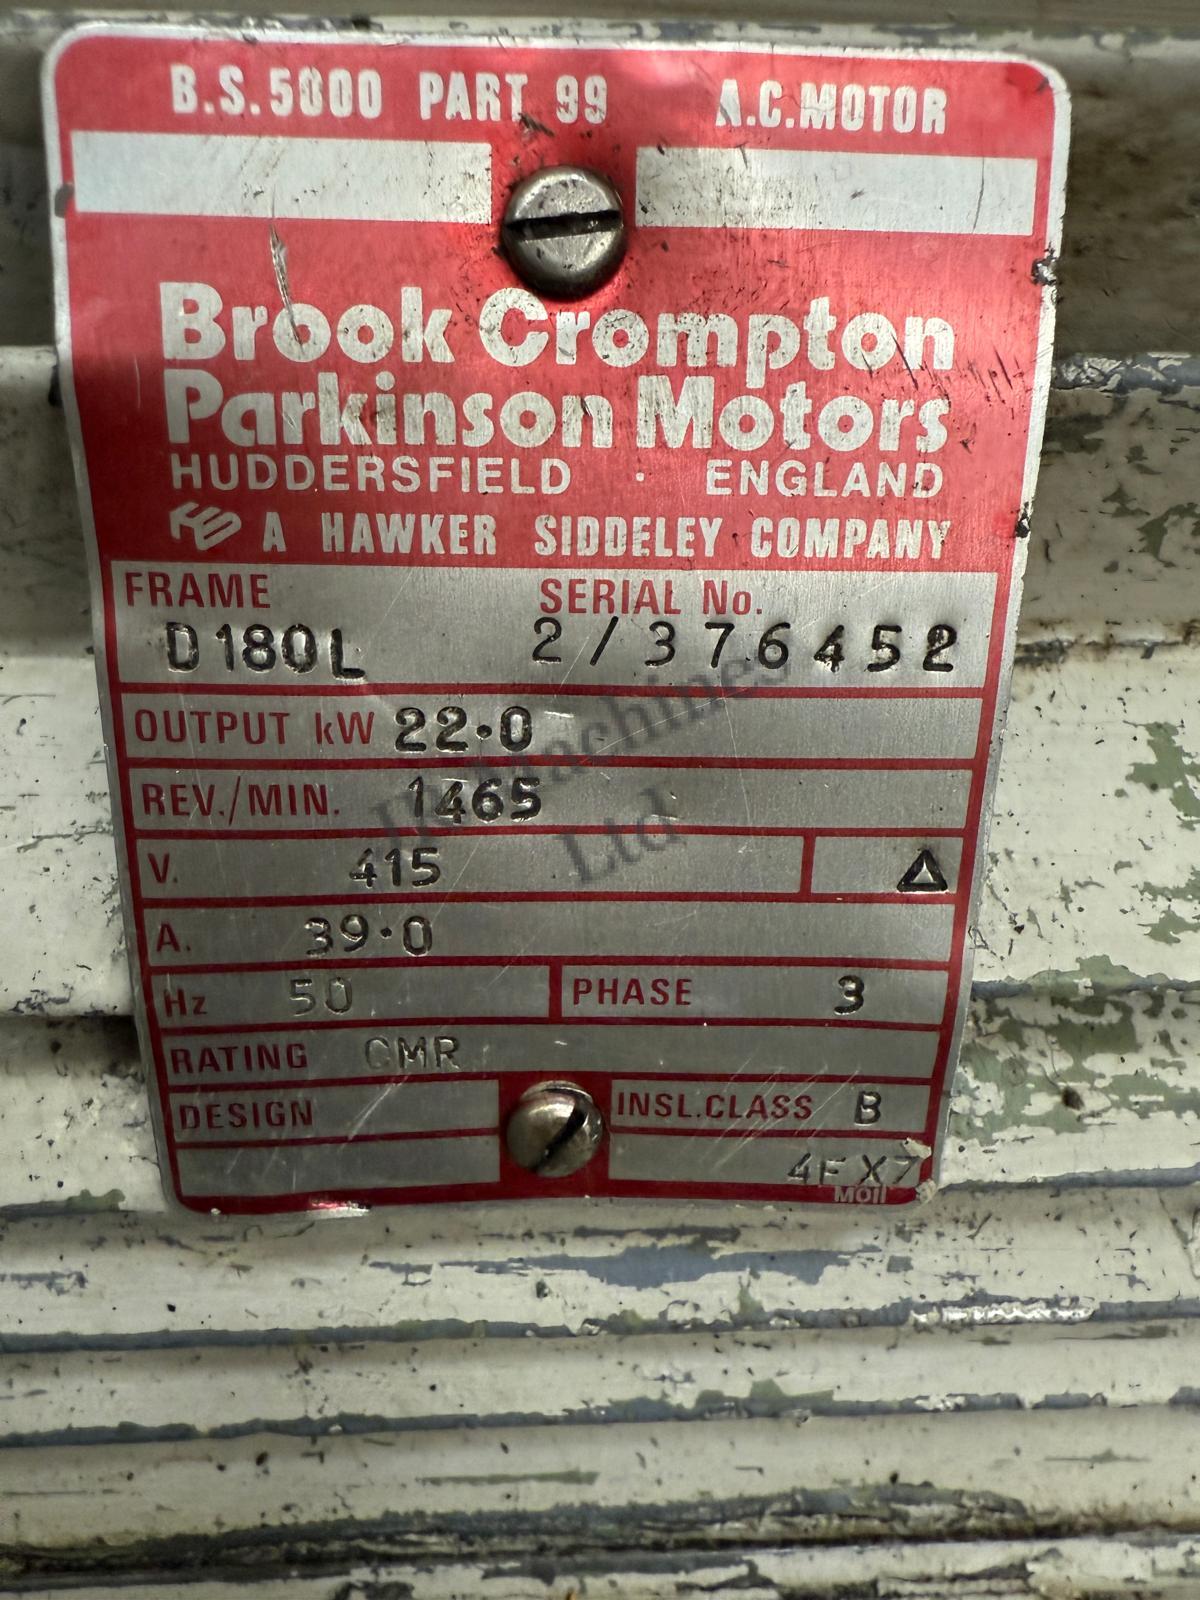 B.S.5000 PART 99 A.C.MOTOR
Brook Crompton
Parkinson Motors
HUDDERSFIELD · ENGLAND
A HAWKER SIDDELEY COMPANY
FRAME SERIAL No.
D180L 2/376452
OUTPUT kW 22·0
REV./MIN. 1465
V. 415 Δ
A. 39·0
Hz 50 PHASE 3
RATING CMR
DESIGN INSL.CLASS B
Machines
Ltd